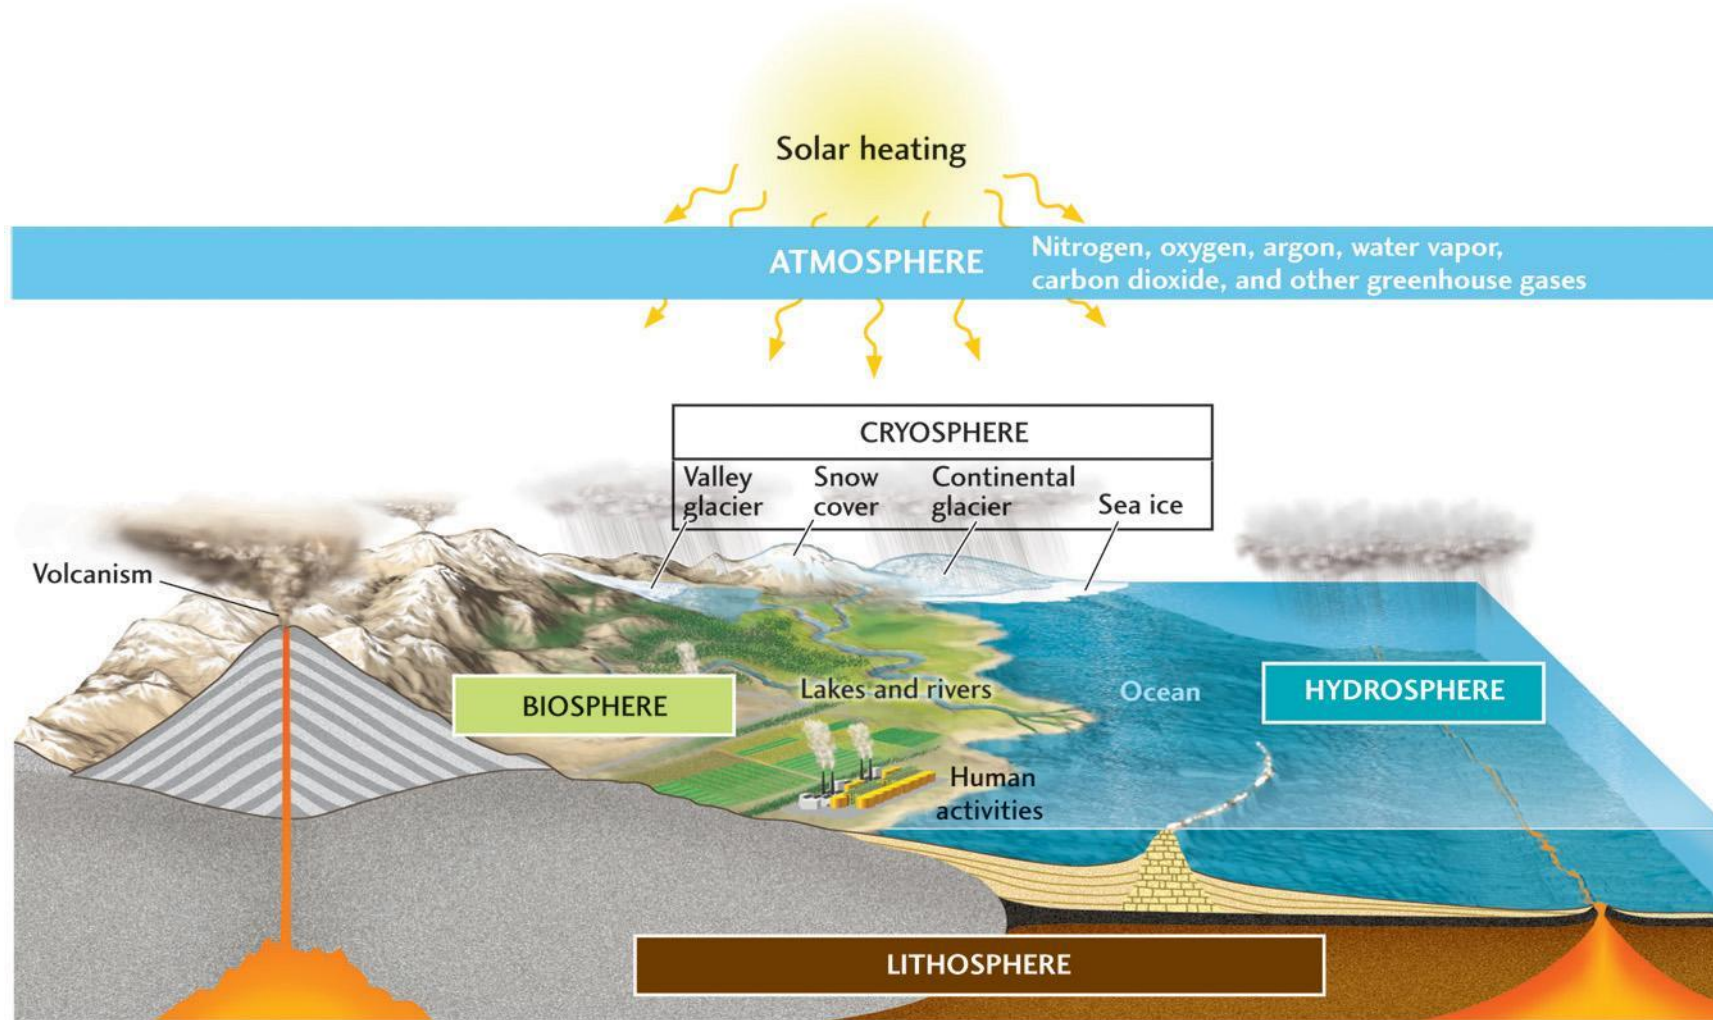 Solar heating
ATMOSPHERE
Nitrogen, oxygen, argon, water vapor,
carbon dioxide, and other greenhouse gases
CRYOSPHERE
Valley
glacier
Snow
cover
Continental
glacier
Sea ice
Volcanism
BIOSPHERE
Lakes and rivers
Ocean
HYDROSPHERE
Human
activities
LITHOSPHERE